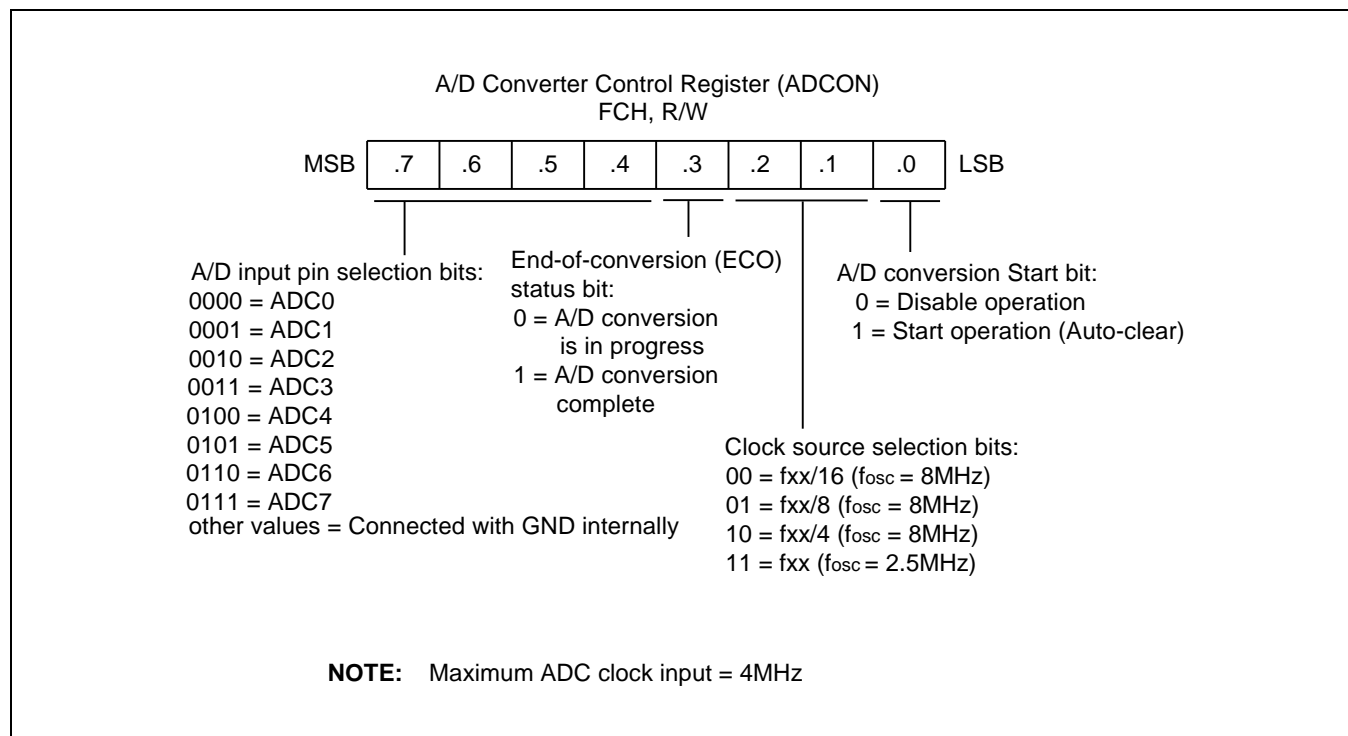 A/D Converter Control Register (ADCON)
FCH, R/W
MSB .7 .6 .5 .4 .3 .2 .1 .0 LSB
A/D input pin selection bits:
0000 = ADC0
0001 = ADC1
0010 = ADC2
0011 = ADC3
0100 = ADC4
0101 = ADC5
0110 = ADC6
0111 = ADC7
other values = Connected with GND internally
End-of-conversion (ECO)
status bit:
0 = A/D conversion
is in progress
1 = A/D conversion
complete
Clock source selection bits:
00 = fxx/16 (fosc = 8MHz)
01 = fxx/8 (fosc = 8MHz)
10 = fxx/4 (fosc = 8MHz)
11 = fxx (fosc = 2.5MHz)
A/D conversion Start bit:
0 = Disable operation
1 = Start operation (Auto-clear)
NOTE: Maximum ADC clock input = 4MHz